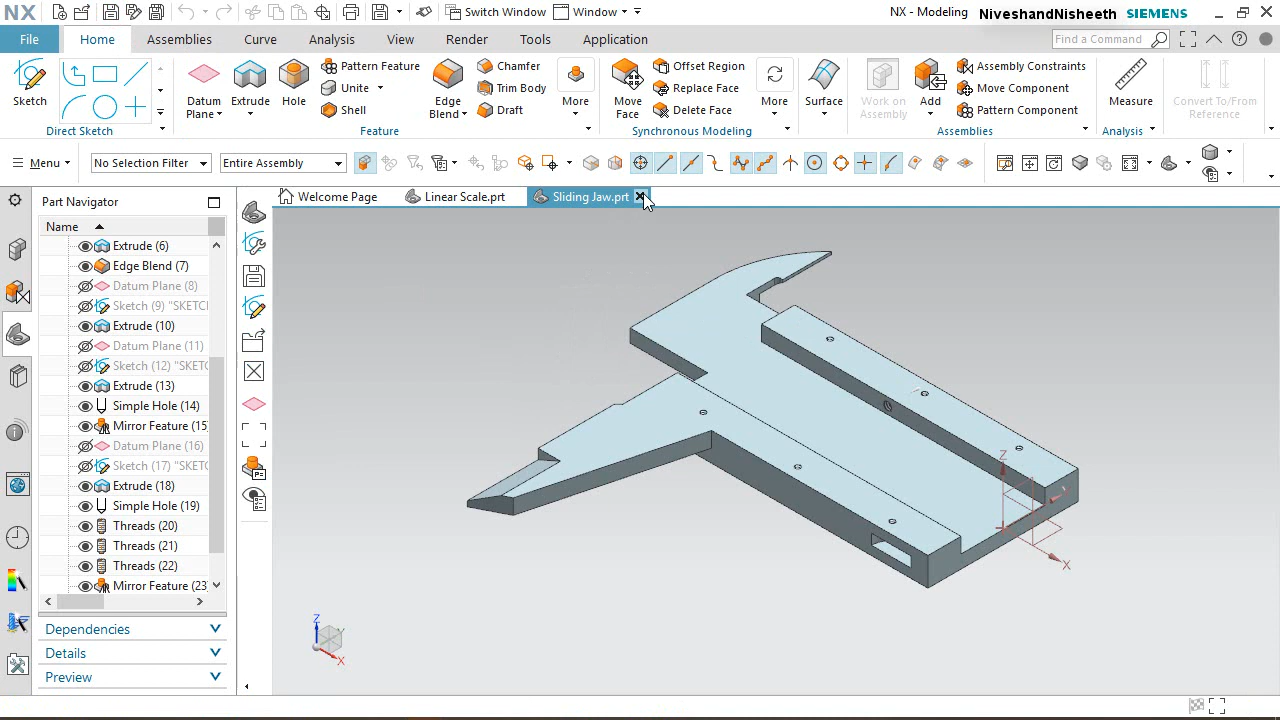 NX
Switch Window
Window
NX - Modeling
NiveshandNisheeth
SIEMENS
File
Home
Assemblies
Curve
Analysis
View
Render
Tools
Application
Find a Command
Sketch
Direct Sketch
Datum Plane
Extrude
Hole
Pattern Feature
Unite
Shell
Edge Blend
Chamfer
Trim Body
Draft
More
Feature
Move Face
Offset Region
Replace Face
Delete Face
More
Synchronous Modeling
Surface
Work on Assembly
Add
Assembly Constraints
Move Component
Pattern Component
Assemblies
Measure
Analysis
Convert To/From Reference
Menu
No Selection Filter
Entire Assembly
Part Navigator
Welcome Page
Linear Scale.prt
Sliding Jaw.prt
Name
Extrude (6)
Edge Blend (7)
Datum Plane (8)
Sketch (9) "SKETC
Extrude (10)
Datum Plane (11)
Sketch (12) "SKETC
Extrude (13)
Simple Hole (14)
Mirror Feature (15)
Datum Plane (16)
Sketch (17) "SKETC
Extrude (18)
Simple Hole (19)
Threads (20)
Threads (21)
Threads (22)
Mirror Feature (23)
Dependencies
Details
Preview
Z
X
Z
Y
X